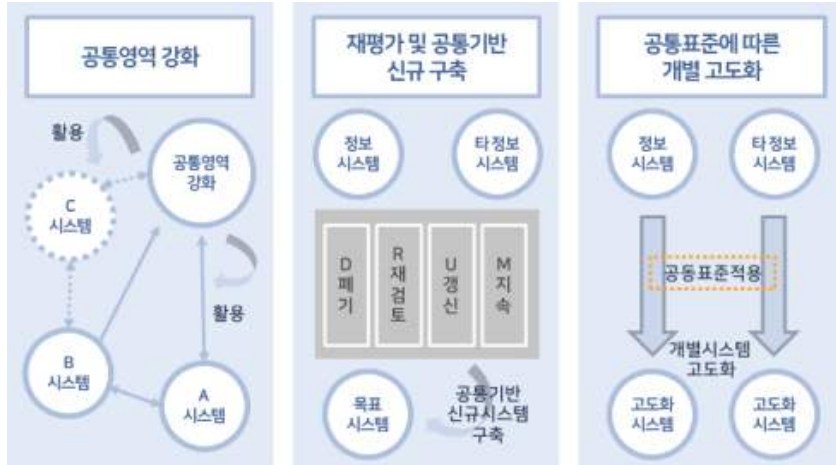 공통영역 강화
활용
공통영역
강화
C
시스템
활용
B
시스템
A
시스템
재평가 및 공통기반
신규 구축
정보
시스템
타 정보
시스템
D
폐
기
R
재
검
토
U
갱
신
M
지
속
목표
시스템
공통기반
신규시스템
구축
공통표준에 따른
개별 고도화
정보
시스템
타 정보
시스템
공동표준적용
개별시스템
고도화
고도화
시스템
고도화
시스템